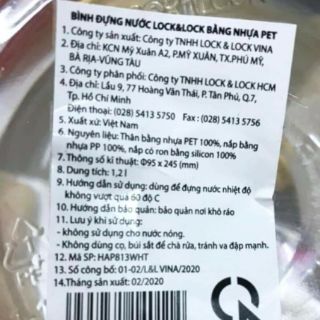 BÌNH ĐỰNG NƯỚC LOCK&LOCK BẰNG NHỰA PET
1. Công ty sản xuất: Công ty TNHH LOCK & LOCK VINA
2. Địa chỉ: KCN Mỹ Xuân A2, P.MỸ XUÂN, TX.PHÚ MỸ,
BÀ RỊA-VŨNG TÀU
3. Công ty phân phối: Công ty TNHH LOCK & LOCK HCM
4. Địa chỉ: Lầu 9, 77 Hoàng Văn Thái, P. Tân Phú, Q.7,
Tp. Hồ Chí Minh
Điện thoại: (028) 5413 5750 Fax : (028) 5413 5756
5. Xuất xứ: Việt Nam
6. Nguyên liệu: Thân bằng nhựa PET 100%, nắp bằng
nhựa PP 100%, nắp có ron bằng silicon 100%
7. Thông số kĩ thuật: Φ95 x 245 (mm)
8. Dung tích: 1,2 l
9. Hướng dẫn sử dụng: dùng để đựng nước nhiệt độ
không vượt quá 60 độ C
10. Hướng dẫn bảo quản: bảo quản nơi khô ráo
11. Lưu ý khi sử dụng:
- không sử dụng cho nước nóng.
- Không dùng cọ, bùi sắt để chà rửa, tránh va đập mạnh.
12. Mã SP: HAP813WHT
13. Số công bố: 01-02/L&L VINA/2020
14.Tháng sản xuất: 02/2020